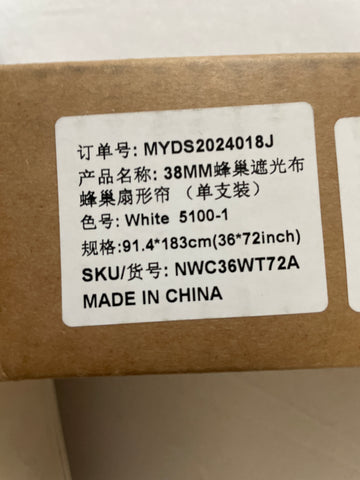 订单号: MYDS2024018J
产品名称: 38MM蜂巢遮光布
蜂巢扇形帘 （单支装）
色号: White 5100-1
规格:91.4*183cm(36*72inch)
SKU/货号: NWC36WT72A
MADE IN CHINA